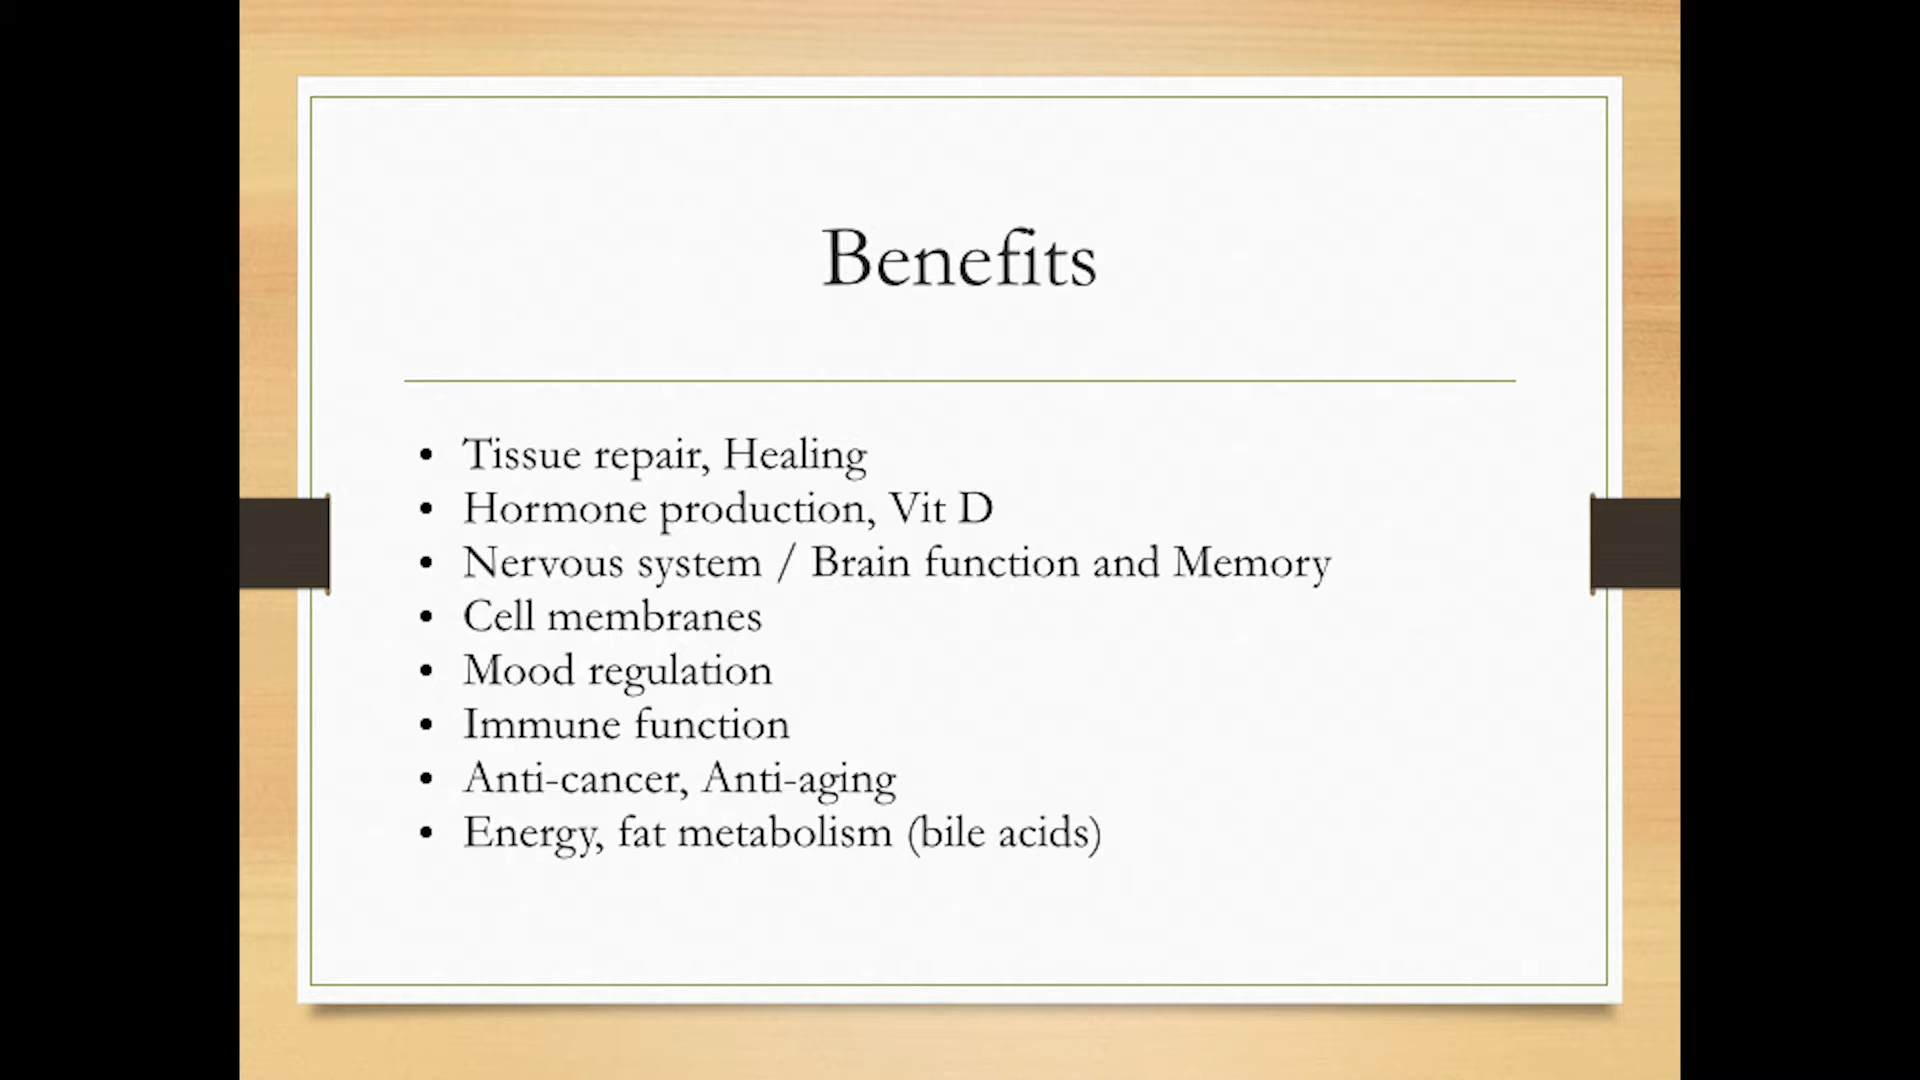 Benefits
• Tissue repair, Healing
• Hormone production, Vit D
• Nervous system / Brain function and Memory
• Cell membranes
• Mood regulation
• Immune function
• Anti-cancer, Anti-aging
• Energy, fat metabolism (bile acids)